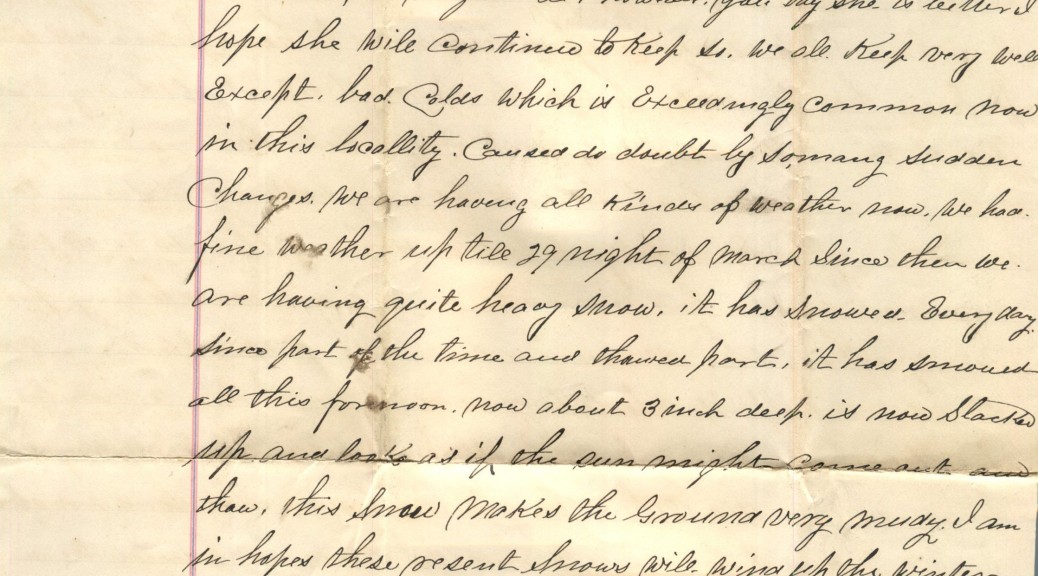 you say she is better I
hope she will continue to Keep so. we all. Keep very well
Except. bad. Colds which is Exceedingly common now
in this locallity. Caused do doubt by so,many sudden
Changes. we are having all Kinds of weather now. we had.
fine weather up till 29 night of March Since then we.
are having quite heavy snow. it has snowed. Every day.
since part of the time and thawed part. it has snowed
all this forenoon. now about 3 inch deep. is now Slacked
up and looks as if the sun might come out and
thaw. this snow makes the Ground very mudy. I am
in hopes these resent Snows will wind up the winter